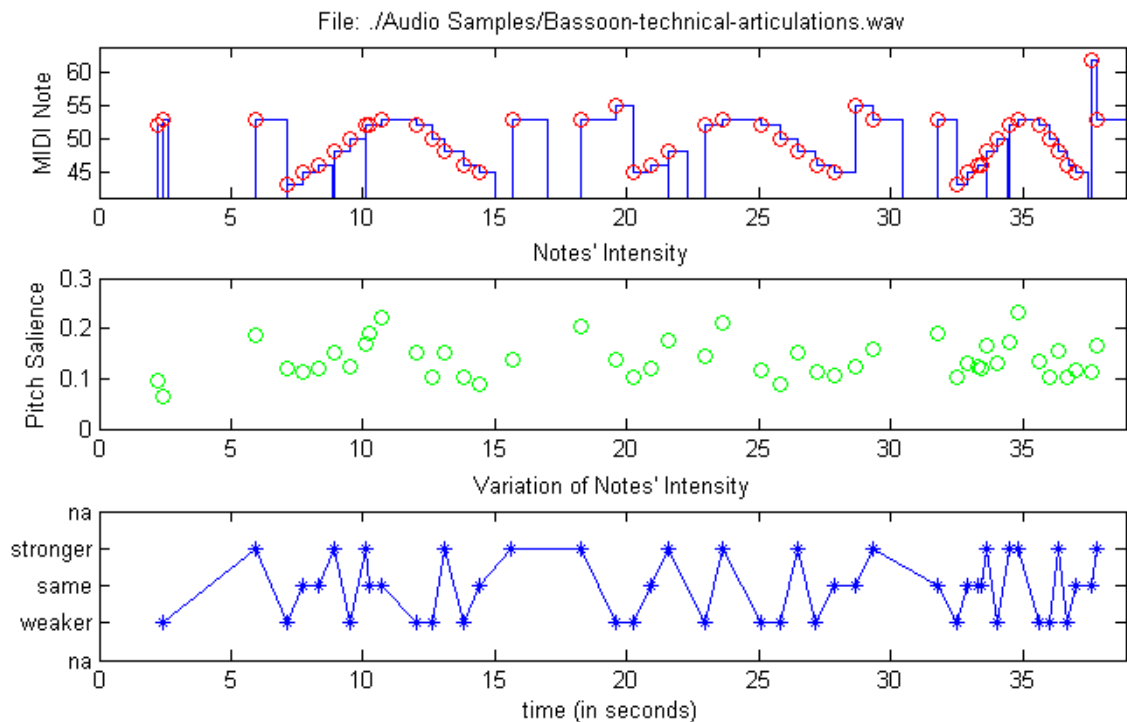 File: ./Audio Samples/Bassoon-technical-articulations.wav
MIDI Note
60
55
50
45
0 5 10 15 20 25 30 35
Notes' Intensity
Pitch Salience
0.3
0.2
0.1
0
0 5 10 15 20 25 30 35
Variation of Notes' Intensity
na
stronger
same
weaker
na
0 5 10 15 20 25 30 35
time (in seconds)